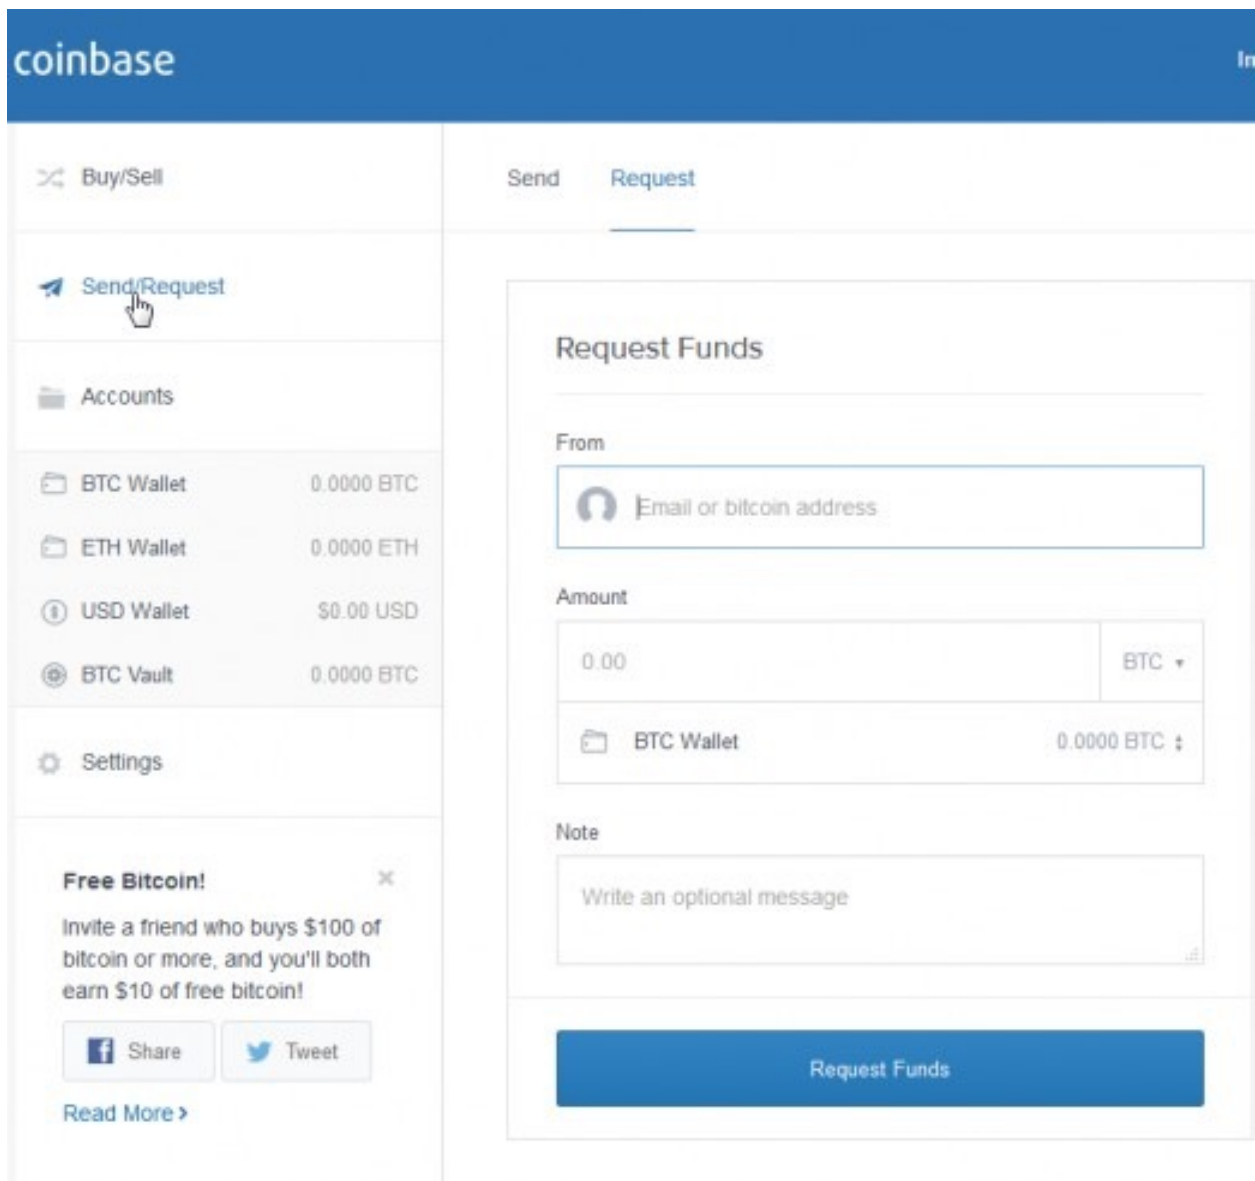 coinbase
Buy/Sell
Send/Request
Accounts
BTC Wallet 0.0000 BTC
ETH Wallet 0.0000 ETH
USD Wallet $0.00 USD
BTC Vault 0.0000 BTC
Settings
Free Bitcoin!
Invite a friend who buys $100 of
bitcoin or more, and you'll both
earn $10 of free bitcoin!
Share Tweet
Read More
Send Request
Request Funds
From
Email or bitcoin address
Amount
0.00 BTC
BTC Wallet 0.0000 BTC
Note
Write an optional message
Request Funds